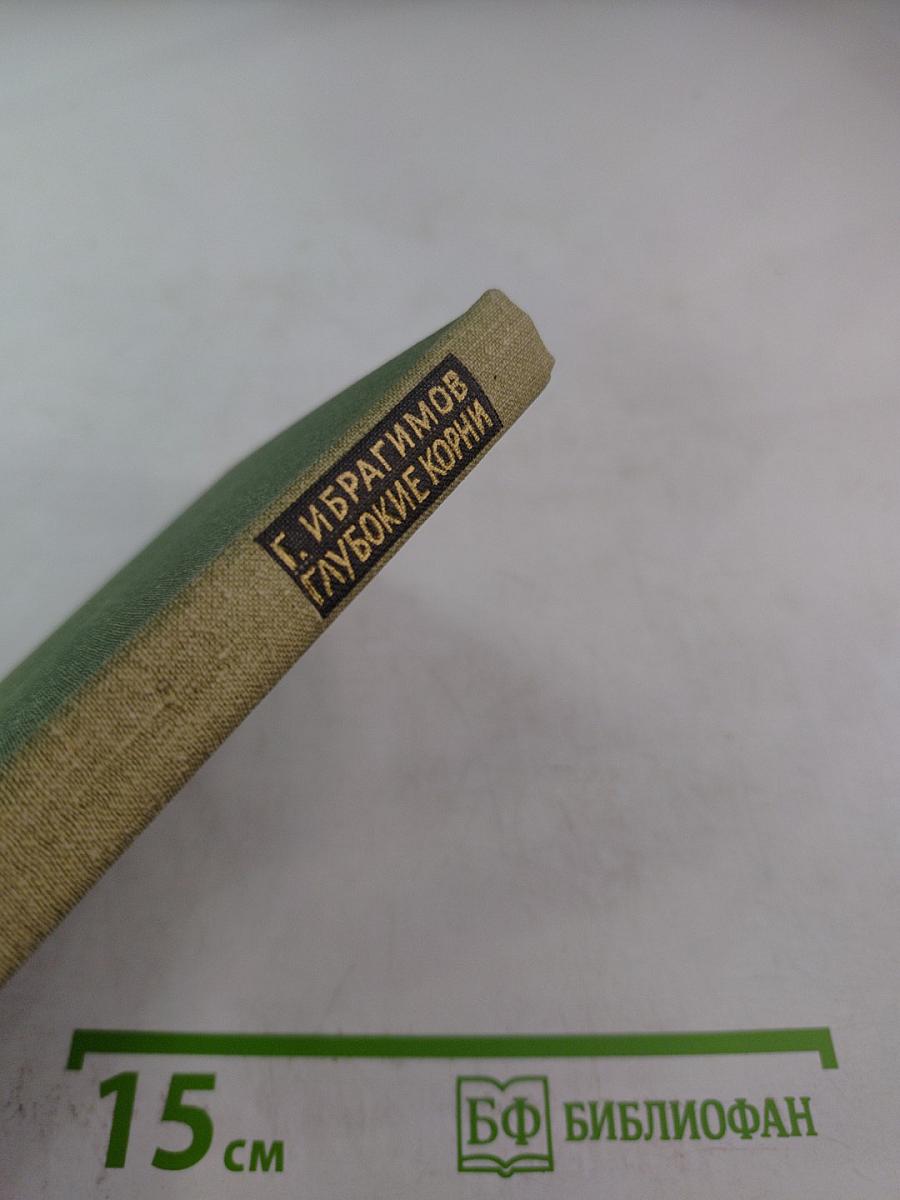 Г. ИБРАГИМОВ
ГЛУБОКИЕ КОРНИ
15 см
БФ БИБЛИОФАН